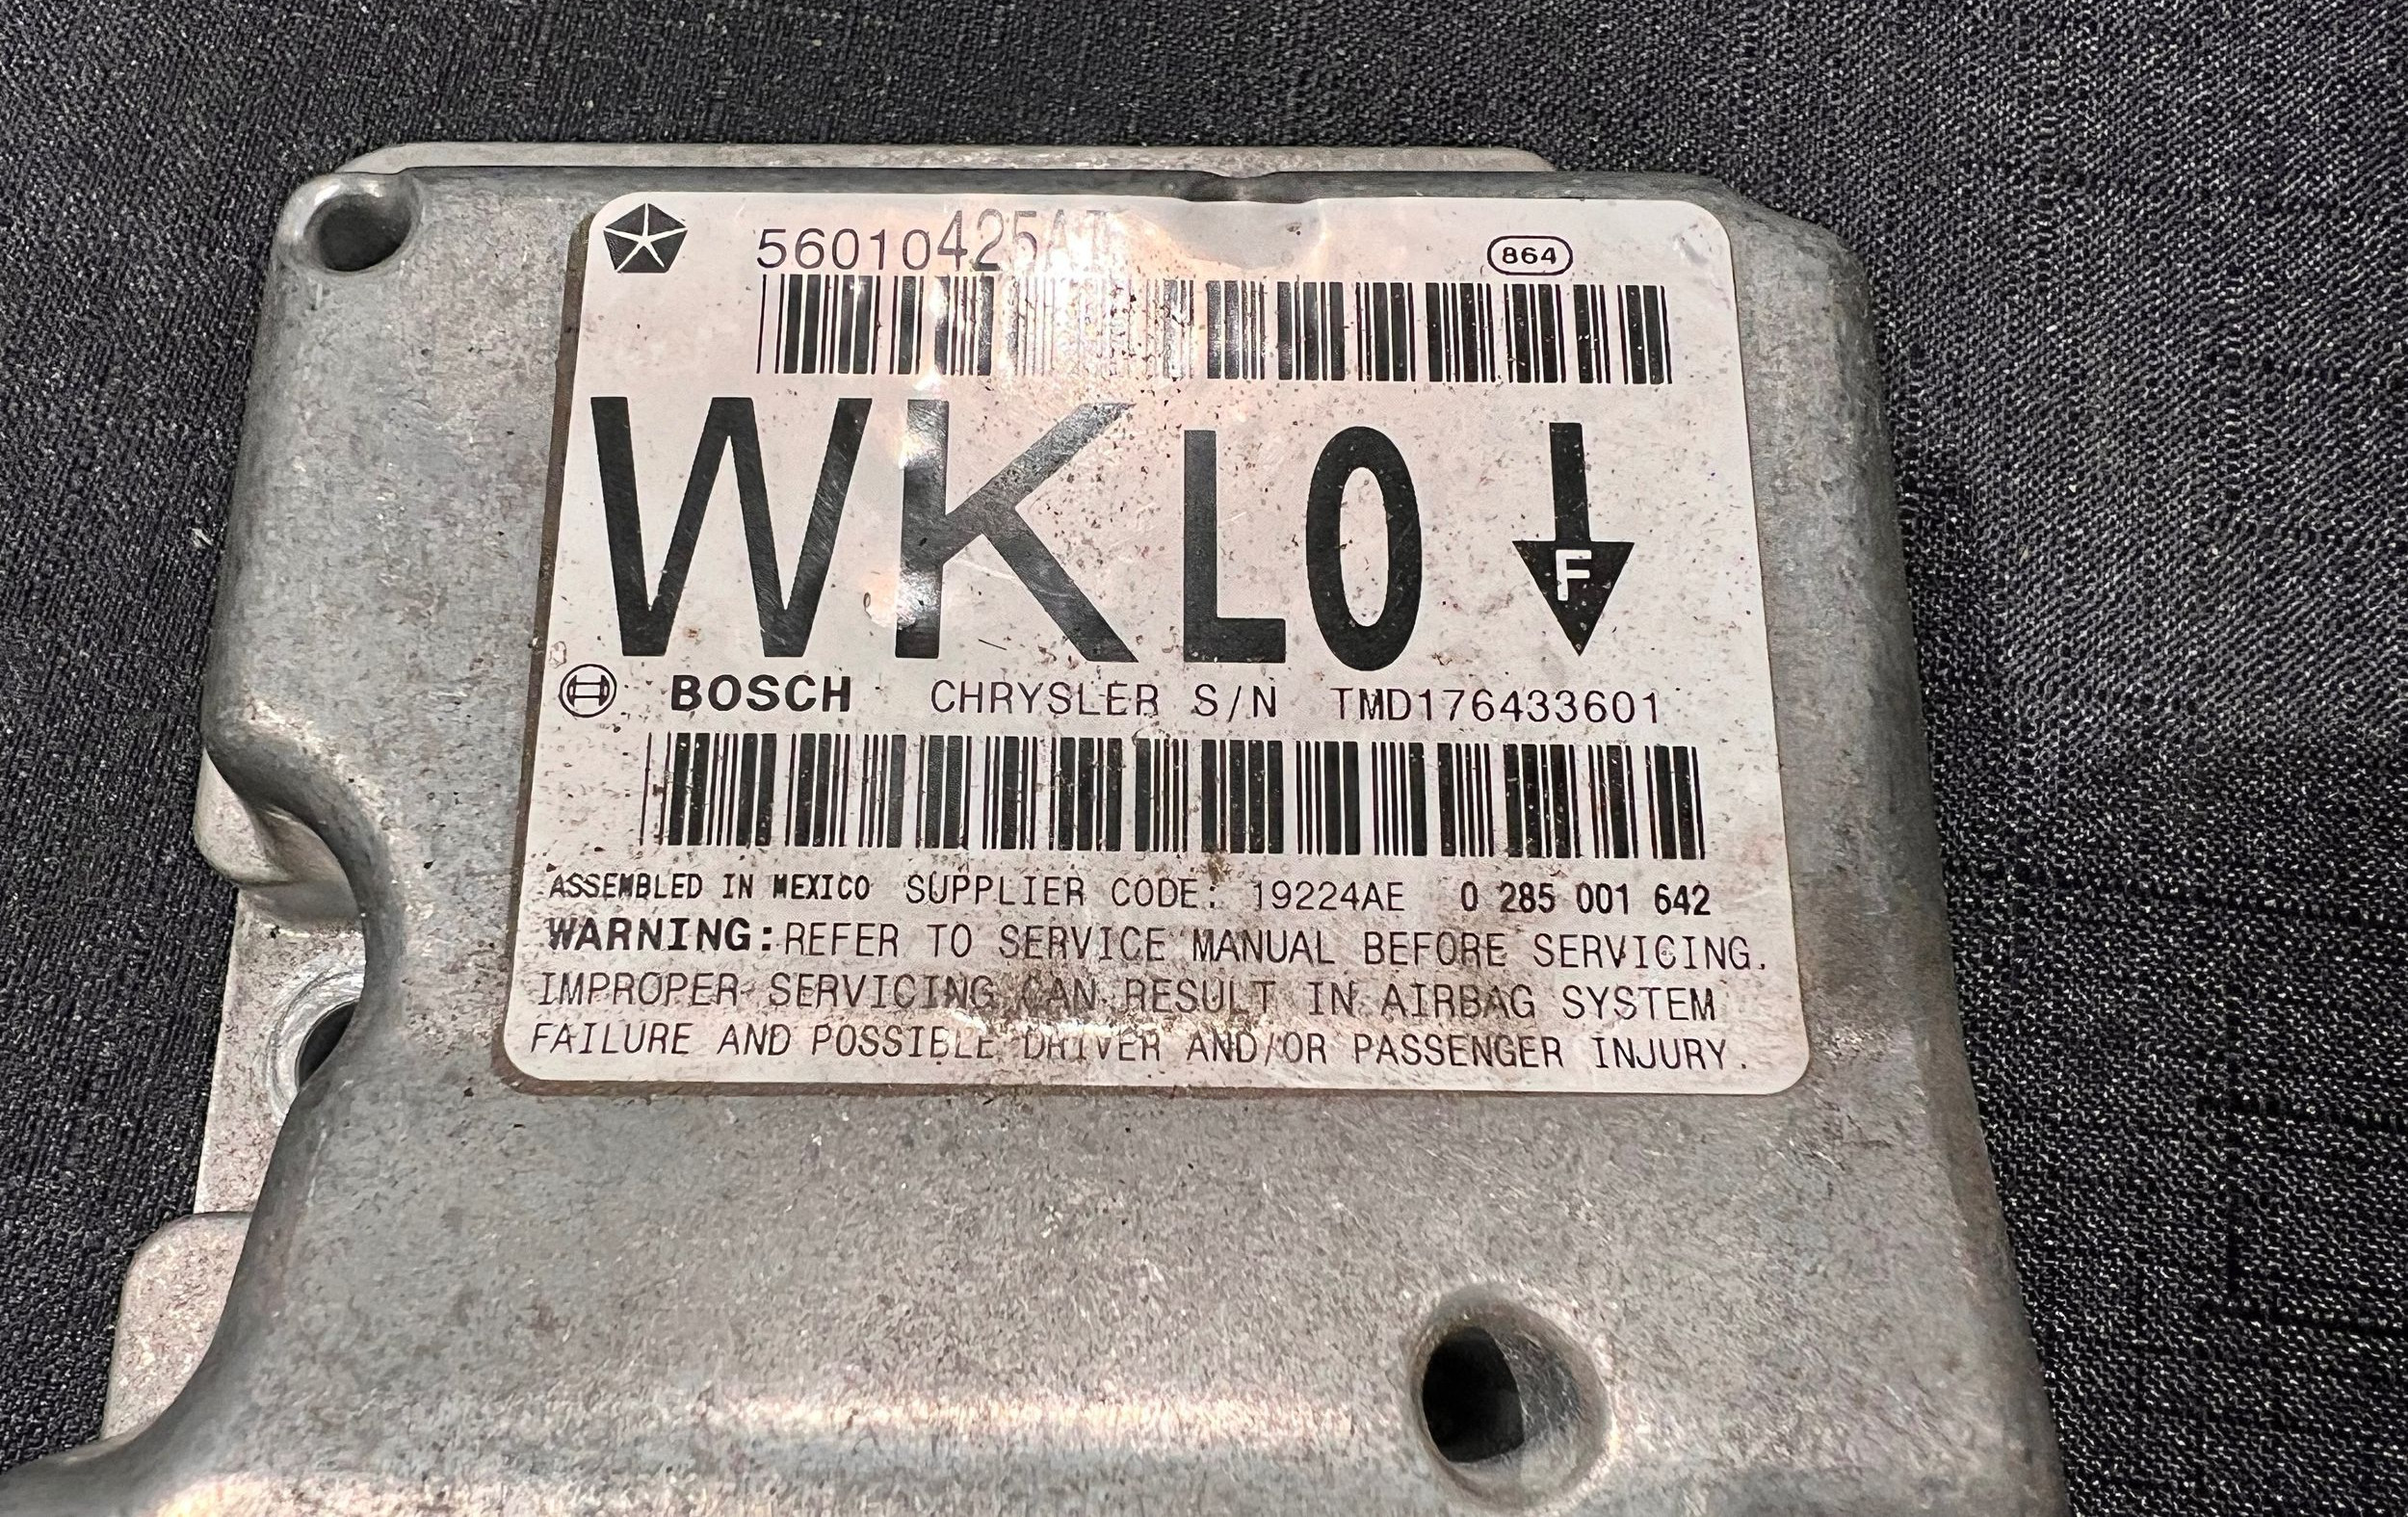 56010425A 864
WKLO
F
BOSCH CHRYSLER S/N TMD176433601
ASSEMBLED IN MEXICO SUPPLIER CODE: 19224AE 0 285 001 642
WARNING: REFER TO SERVICE MANUAL BEFORE SERVICING.
IMPROPER SERVICING CAN RESULT IN AIRBAG SYSTEM
FAILURE AND POSSIBLE DRIVER AND/OR PASSENGER INJURY.